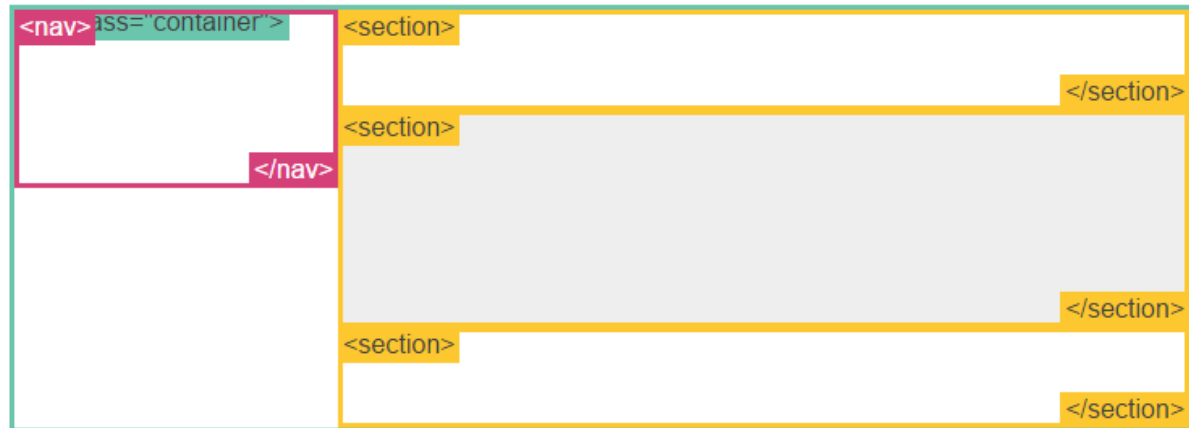 <nav> ass="container">
</nav>
<section>
</section>
<section>
</section>
<section>
</section>